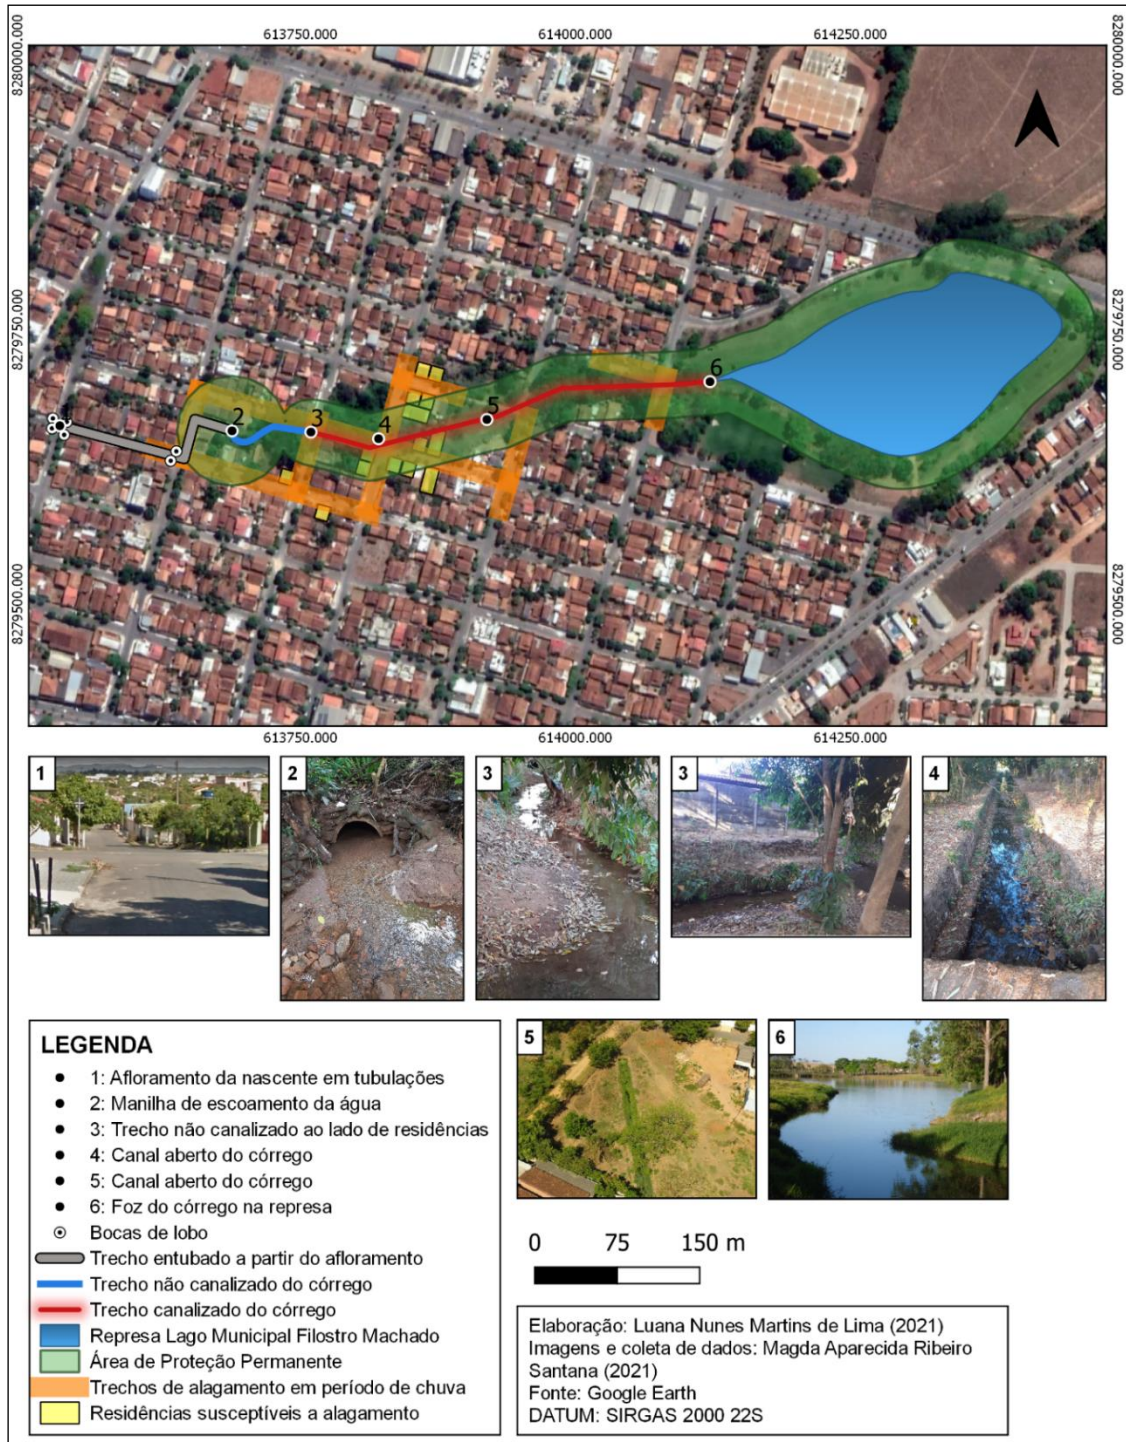 613750.000 614000.000 614250.000
8280000.000
8280000.000
8279750.000
8279750.000
8279500.000
8279500.000
2
3
4
5
6
613750.000 614000.000 614250.000
1
2
3
3
4
5
6
LEGENDA
1: Afloramento da nascente em tubulações
2: Manilha de escoamento da água
3: Trecho não canalizado ao lado de residências
4: Canal aberto do córrego
5: Canal aberto do córrego
6: Foz do córrego na represa
Bocas de lobo
Trecho entubado a partir do afloramento
Trecho não canalizado do córrego
Trecho canalizado do córrego
Represa Lago Municipal Filostro Machado
Área de Proteção Permanente
Trechos de alagamento em período de chuva
Residências susceptíveis a alagamento
0 75 150 m
Elaboração: Luana Nunes Martins de Lima (2021)
Imagens e coleta de dados: Magda Aparecida Ribeiro
Santana (2021)
Fonte: Google Earth
DATUM: SIRGAS 2000 22S